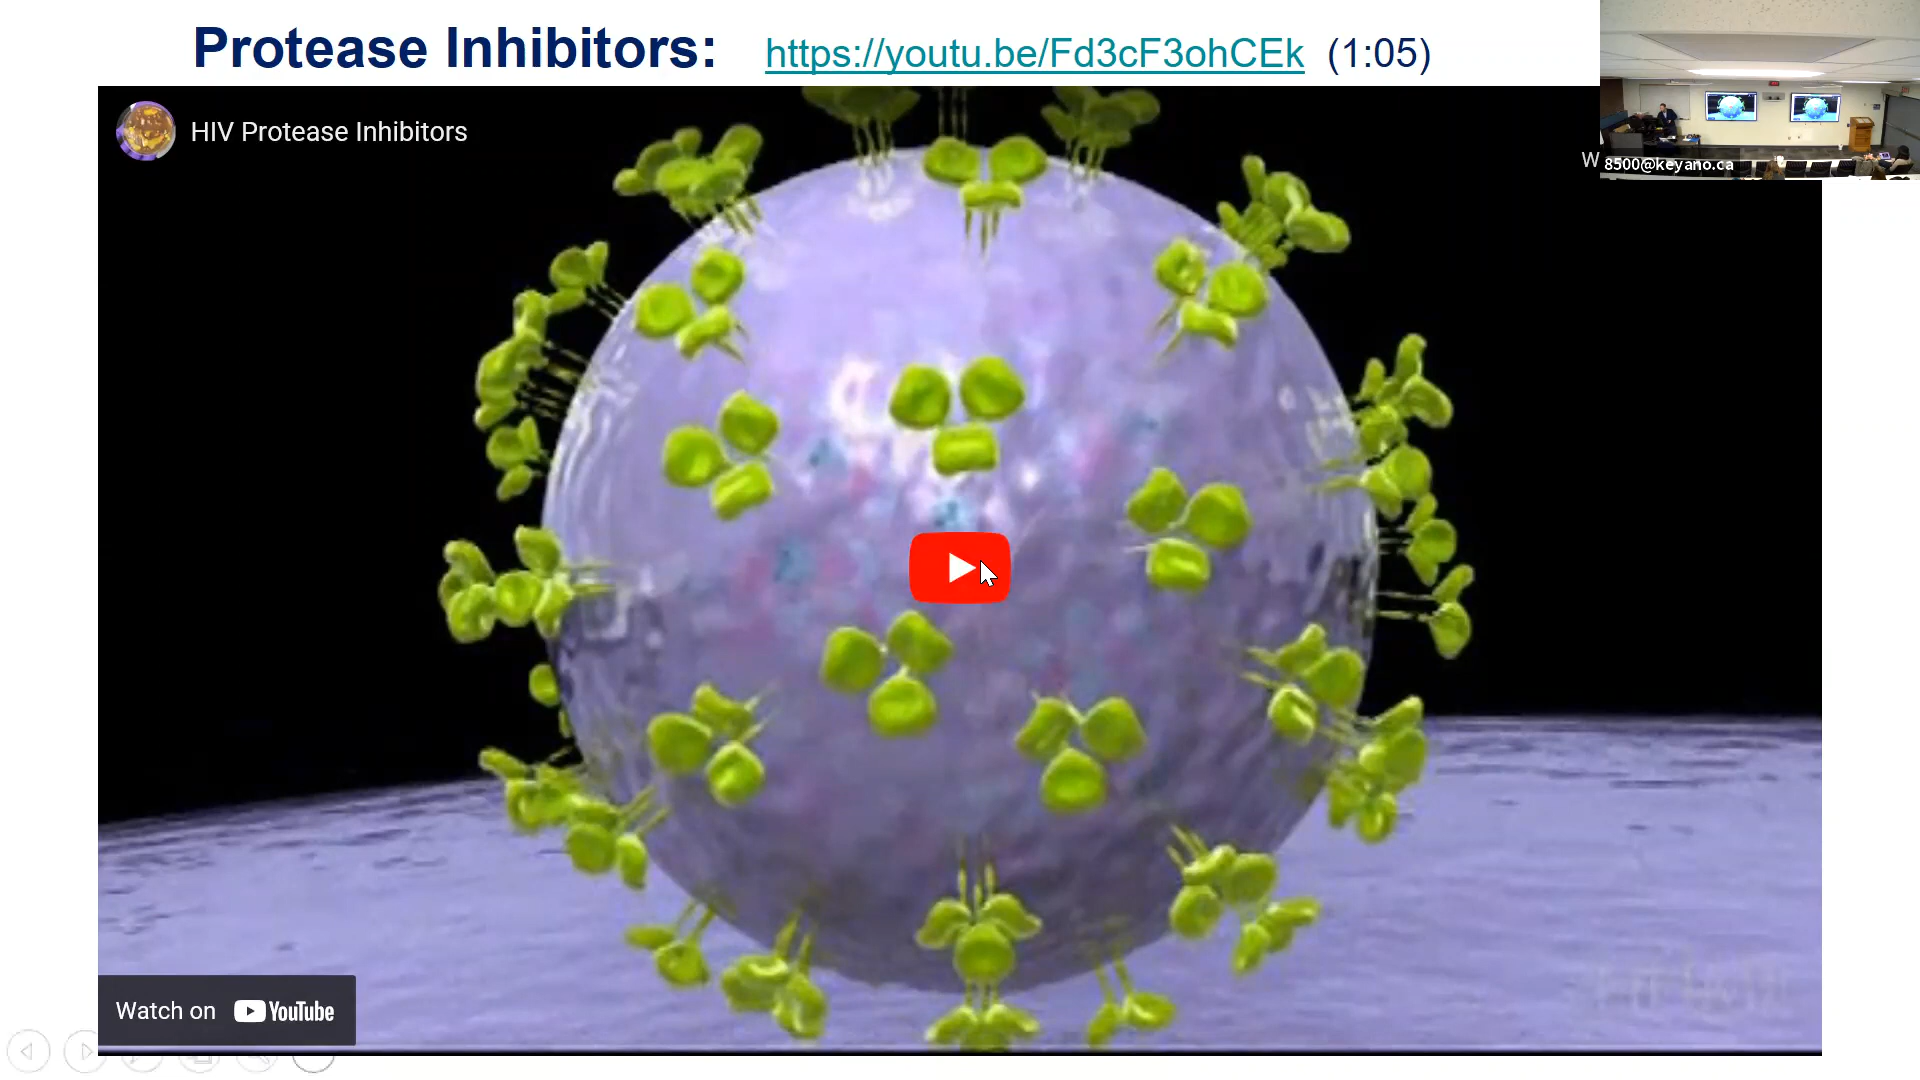 Protease Inhibitors: https://youtu.be/Fd3cF3ohCEk (1:05)
HIV Protease Inhibitors
W 8500@keyano.ca
Watch on YouTube